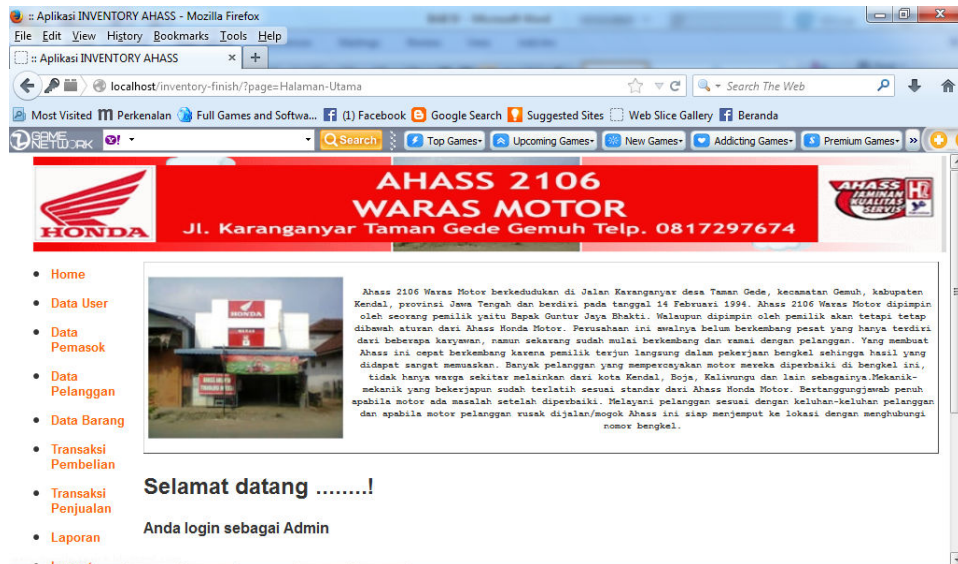 :: Aplikasi INVENTORY AHASS - Mozilla Firefox
File Edit View History Bookmarks Tools Help
:: Aplikasi INVENTORY AHASS × +
localhost/inventory-finish/?page=Halaman-Utama
Search The Web
Most Visited Perkenalan Full Games and Softwa... (1) Facebook Google Search Suggested Sites Web Slice Gallery Beranda
GAME NETWORK Search Top Games Upcoming Games New Games Addicting Games Premium Games »
AHASS 2106
WARAS MOTOR
Jl. Karanganyar Taman Gede Gemuh Telp. 0817297674
HONDA
AHASS H2
JAMINAN
KUALITAS
SERVIS
Home
Data User
Data
Pemasok
Data
Pelanggan
Data Barang
Transaksi
Pembelian
Transaksi
Penjualan
Laporan
HONDA
Ahass 2106 Waras Motor berkedudukan di Jalan Karanganyar desa Taman Gede, kecamatan Gemuh, kabupaten
Kendal, provinsi Jawa Tengah dan berdiri pada tanggal 14 Februari 1994. Ahass 2106 Waras Motor dipimpin
oleh seorang pemilik yaitu Bapak Guntur Jaya Bhakti. Walaupun dipimpin oleh pemilik akan tetapi tetap
dibawah aturan dari Ahass Honda Motor. Perusahaan ini awalnya belum berkembang pesat yang hanya terdiri
dari beberapa karyawan, namun sekarang sudah mulai berkembang dan ramai dengan pelanggan. Yang membuat
Ahass ini cepat berkembang karena pemilik terjun langsung dalam pekerjaan bengkel sehingga hasil yang
didapat sangat memuaskan. Banyak pelanggan yang mempercayakan motor mereka diperbaiki di bengkel ini,
tidak hanya warga sekitar melainkan dari kota Kendal, Boja, Kaliwungu dan lain sebagainya.Mekanik-
mekanik yang bekerjapun sudah terlatih sesuai standar dari Ahass Honda Motor. Bertanggungjawab penuh
apabila motor ada masalah setelah diperbaiki. Melayani pelanggan sesuai dengan keluhan-keluhan pelanggan
dan apabila motor pelanggan rusak dijalan/mogok Ahass ini siap menjemput ke lokasi dengan menghubungi
nomor bengkel.
Selamat datang ........!
Anda login sebagai Admin